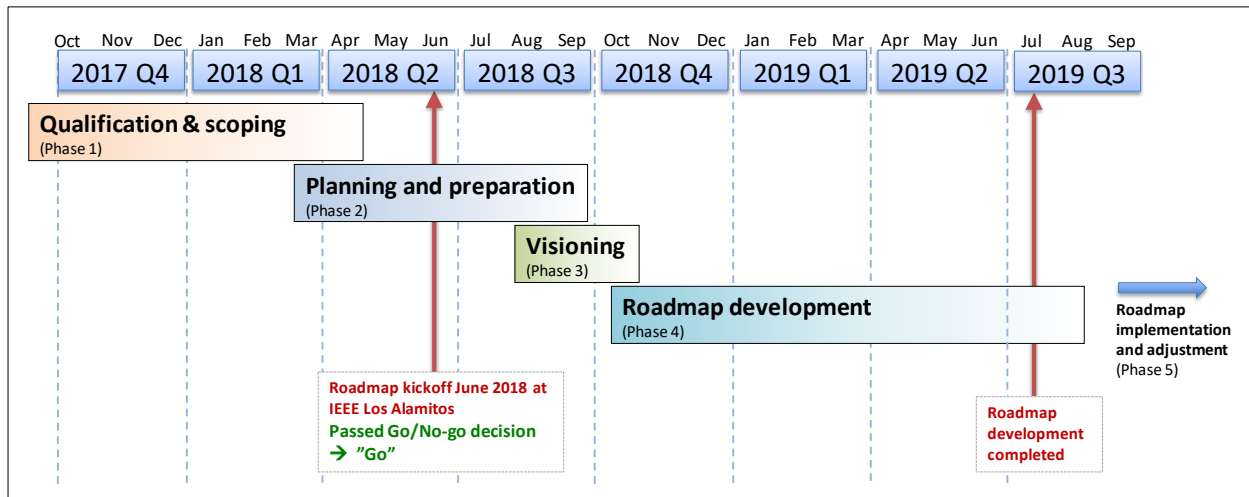 Oct Nov Dec Jan Feb Mar Apr May Jun Jul Aug Sep Oct Nov Dec Jan Feb Mar Apr May Jun Jul Aug Sep
2017 Q4 2018 Q1 2018 Q2 2018 Q3 2018 Q4 2019 Q1 2019 Q2 2019 Q3
Qualification & scoping
(Phase 1)
Planning and preparation
(Phase 2)
Visioning
(Phase 3)
Roadmap development
(Phase 4)
Roadmap
implementation
and adjustment
(Phase 5)
Roadmap kickoff June 2018 at
IEEE Los Alamitos
Passed Go/No-go decision
→ ”Go”
Roadmap
development
completed